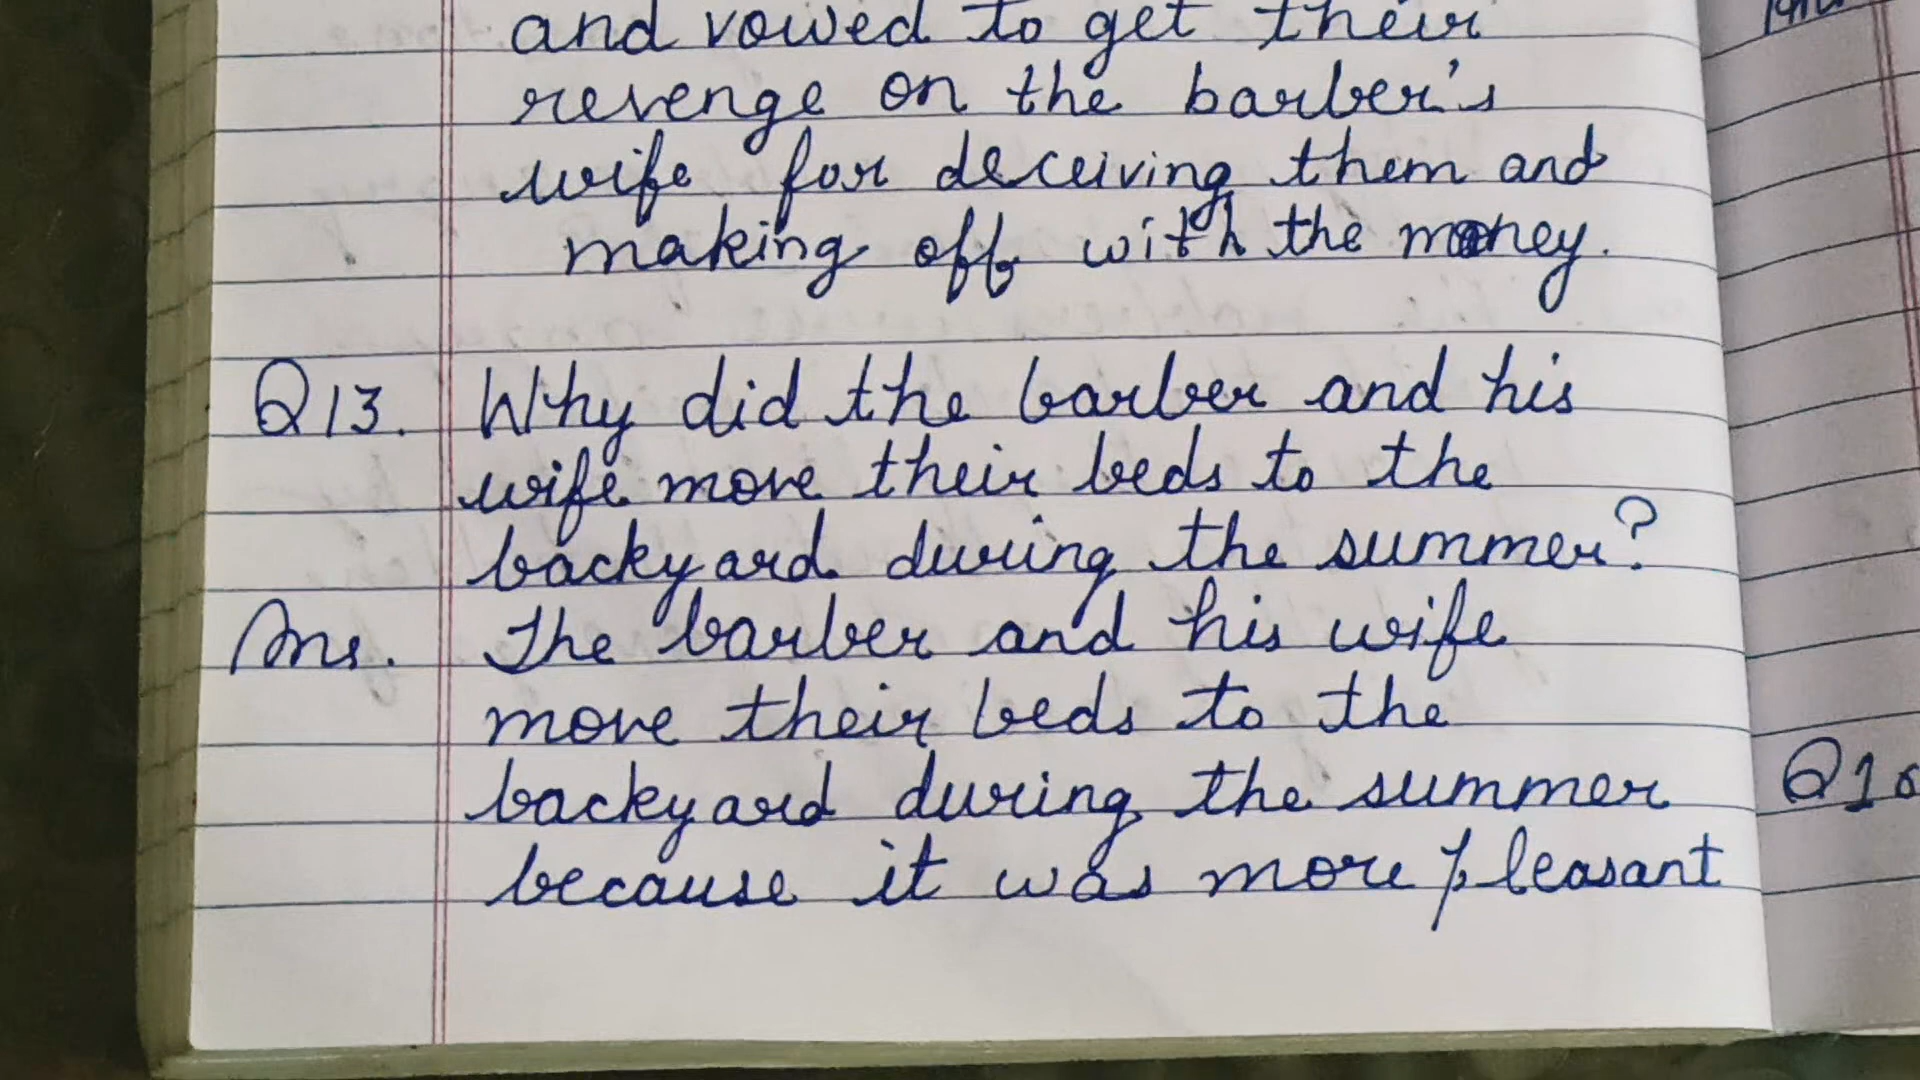 and vowed to get their
revenge on the barber's
wife for deceiving them and
making off with the money.
Q13. Why did the barber and his
wife move their beds to the
backyard during the summer?
Ans. The barber and his wife
move their beds to the
backyard during the summer
because it was more pleasant